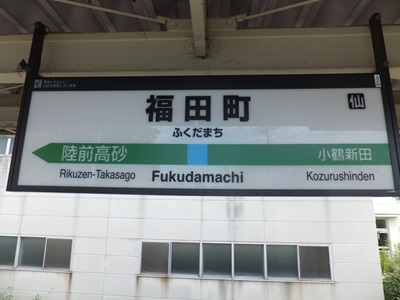 福田町
仙
ふくだまち
陸前高砂
小鶴新田
Rikuzen-Takasago
Fukudamachi
Kozurushinden